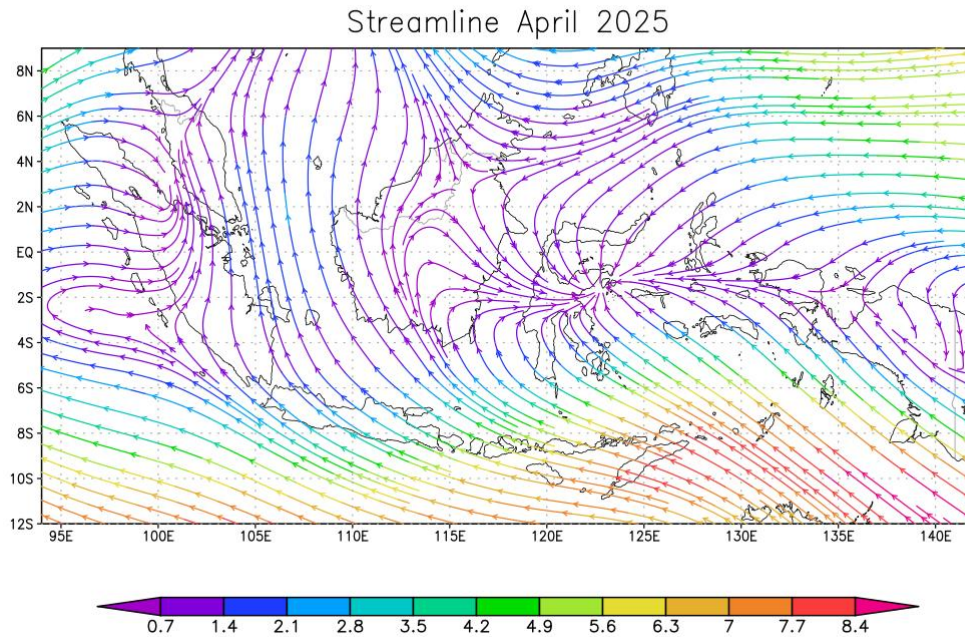 Streamline April 2025
8N
6N
4N
2N
EQ
2S
4S
6S
8S
10S
12S
95E 100E 105E 110E 115E 120E 125E 130E 135E 140E
0.7 1.4 2.1 2.8 3.5 4.2 4.9 5.6 6.3 7 7.7 8.4